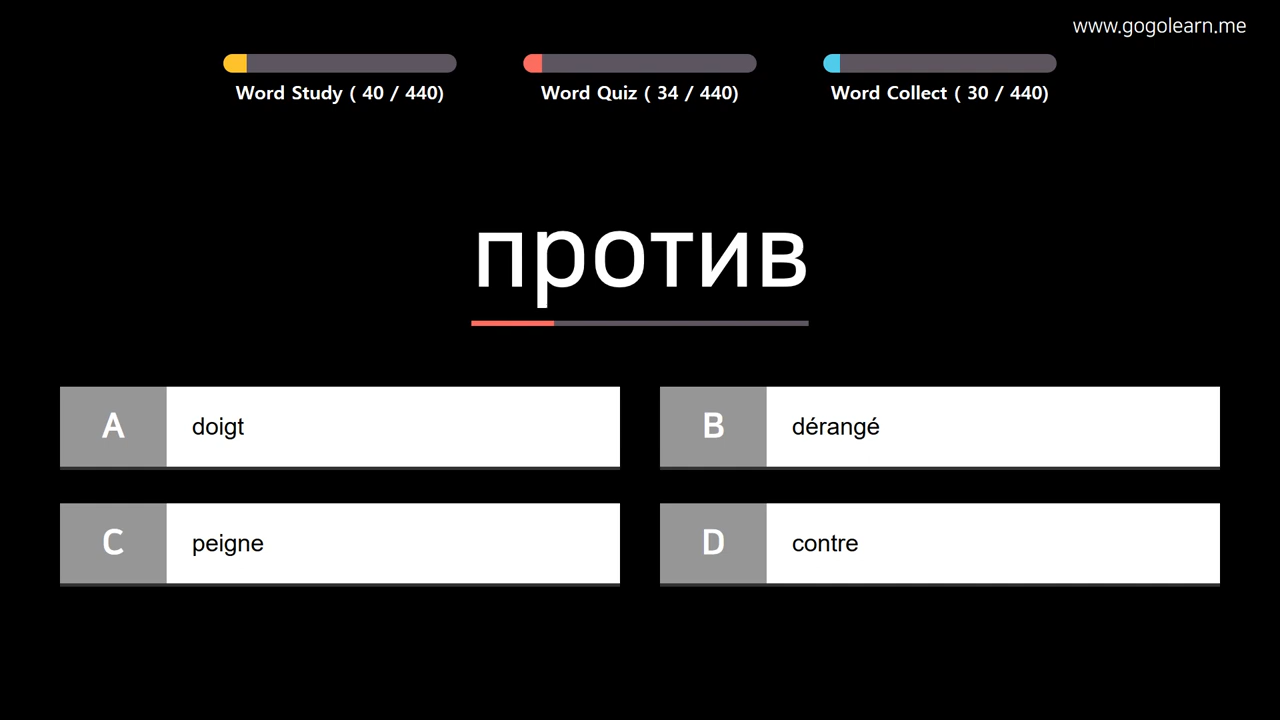 www.gogolearn.me
Word Study ( 40 / 440)
Word Quiz ( 34 / 440)
Word Collect ( 30 / 440)
против
A doigt
B dérangé
C peigne
D contre